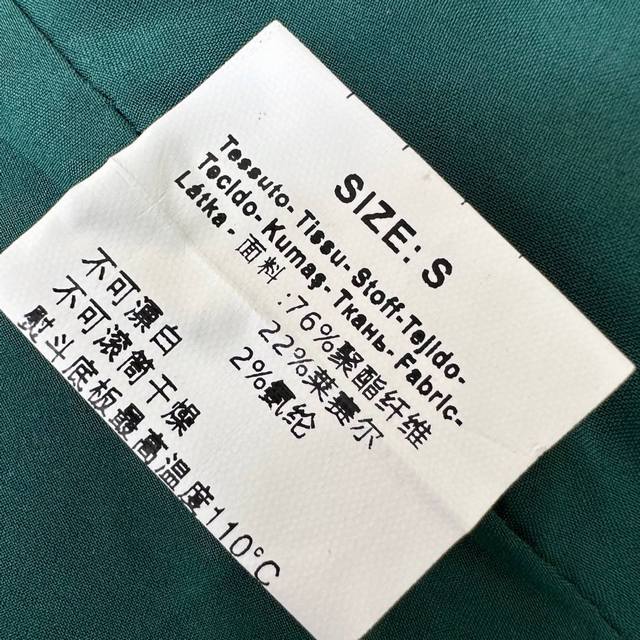 SIZE: S
Tessuto- Tissu- Stoff-Tejido-
Tecido- Kumaş- Ткань- Fabric-
Látka - 面料 :76%聚酯纤维
22%莱赛尔
2%氨纶
不可漂白
不可滚筒干燥
熨斗底板最高温度110°C